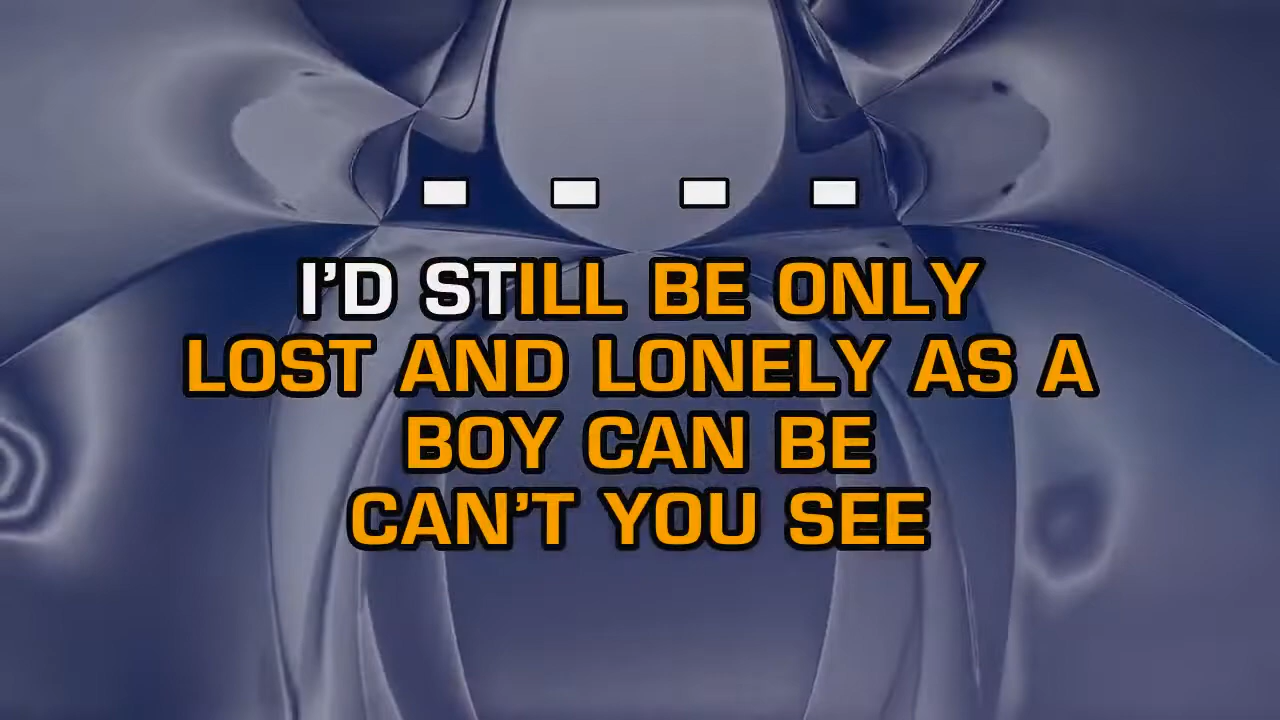 - - - -
I'D STILL BE ONLY
LOST AND LONELY AS A
BOY CAN BE
CAN'T YOU SEE